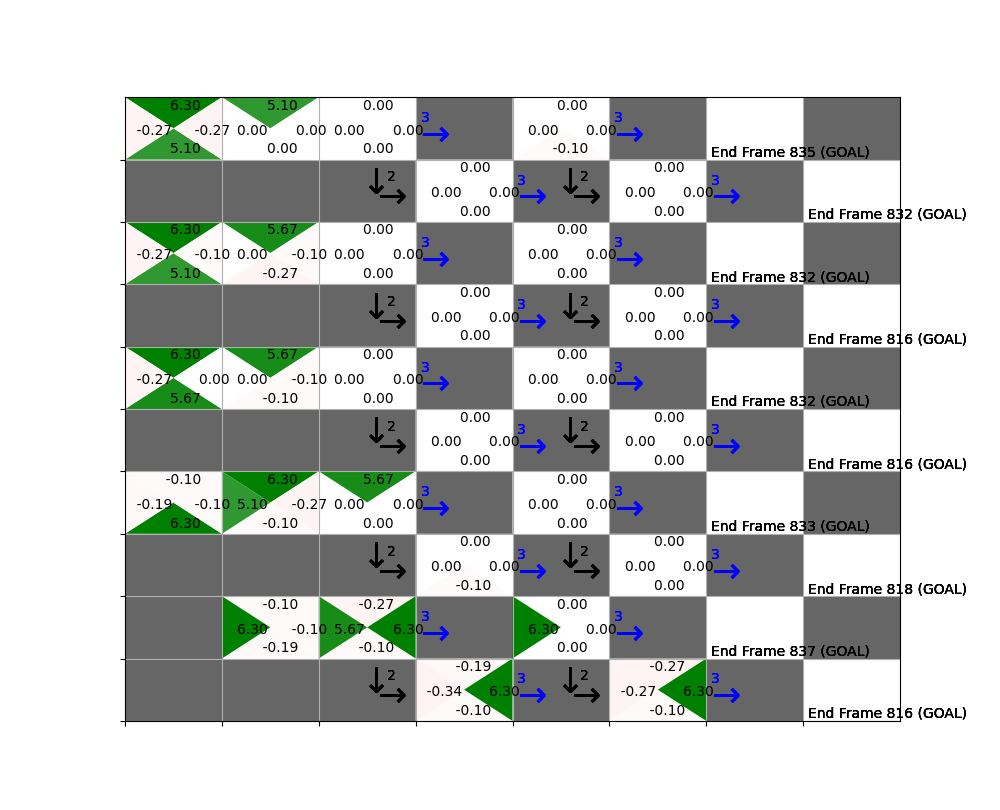 6.30 5.10 0.00 3 0.00 3
-0.27 -0.27 0.00 0.00 0.00 0.00 0.00 0.00
5.10 0.00 0.00 -0.10 End Frame 835 (GOAL)
2 0.00 3 2 0.00 3
0.00 0.00 0.00 0.00
0.00 0.00 End Frame 832 (GOAL)
6.30 5.67 0.00 3 0.00 3
-0.27 -0.10 0.00 -0.10 0.00 0.00 0.00 0.00
5.10 -0.27 0.00 0.00 End Frame 832 (GOAL)
2 0.00 3 2 0.00 3
0.00 0.00 0.00 0.00
0.00 0.00 End Frame 816 (GOAL)
6.30 5.67 0.00 3 0.00 3
-0.27 0.00 0.00 -0.10 0.00 0.00 0.00 0.00
5.67 -0.10 0.00 0.00 End Frame 832 (GOAL)
2 0.00 3 2 0.00 3
0.00 0.00 0.00 0.00
0.00 0.00 End Frame 816 (GOAL)
-0.10 6.30 5.67 3 0.00 3
-0.19 -0.10 5.10 -0.27 0.00 0.00 0.00 0.00
6.30 -0.10 0.00 0.00 End Frame 833 (GOAL)
2 0.00 3 2 0.00 3
0.00 0.00 0.00 0.00
-0.10 0.00 End Frame 818 (GOAL)
-0.10 -0.27 3 0.00 3
6.30 -0.10 5.67 6.30 6.30 0.00
-0.19 -0.10 0.00 End Frame 837 (GOAL)
2 -0.19 3 2 -0.27 3
-0.34 6.30 -0.27 6.30
-0.10 -0.10 End Frame 816 (GOAL)